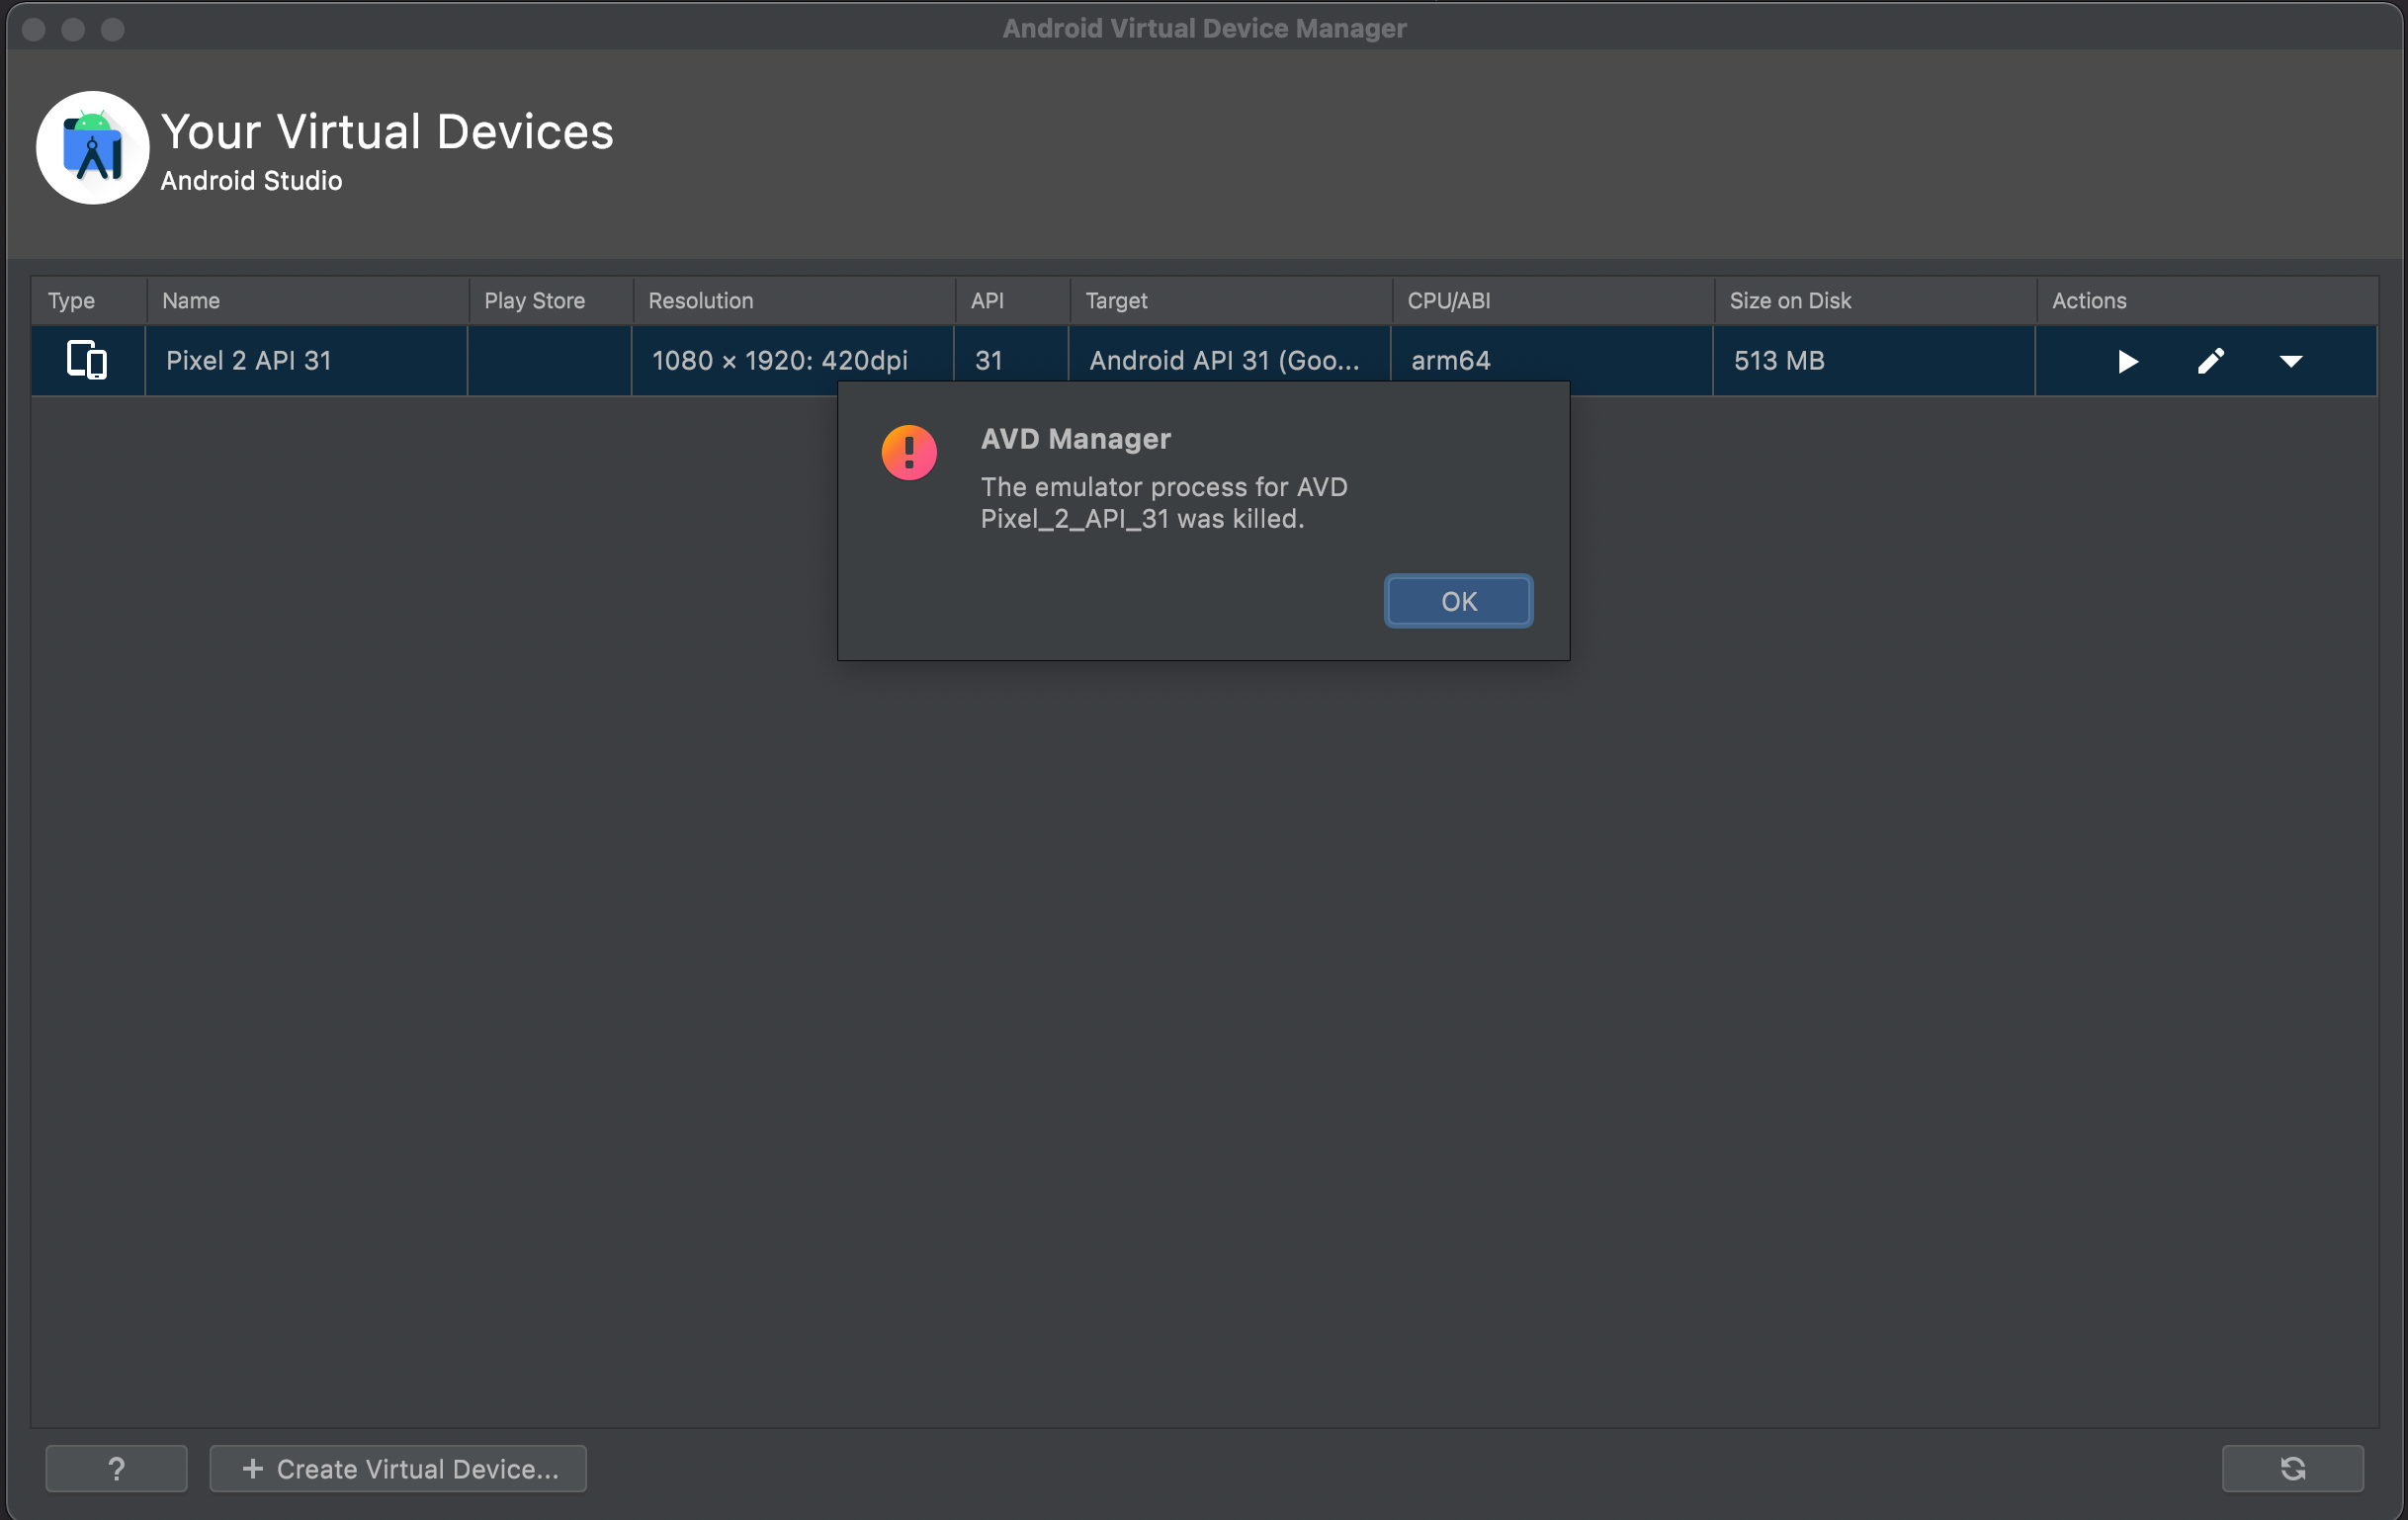 Android Virtual Device Manager
Your Virtual Devices
Android Studio
Type Name Play Store Resolution API Target CPU/ABI Size on Disk Actions
Pixel 2 API 31 1080 × 1920: 420dpi 31 Android API 31 (Goo... arm64 513 MB
AVD Manager
The emulator process for AVD
Pixel_2_API_31 was killed.
OK
? + Create Virtual Device...